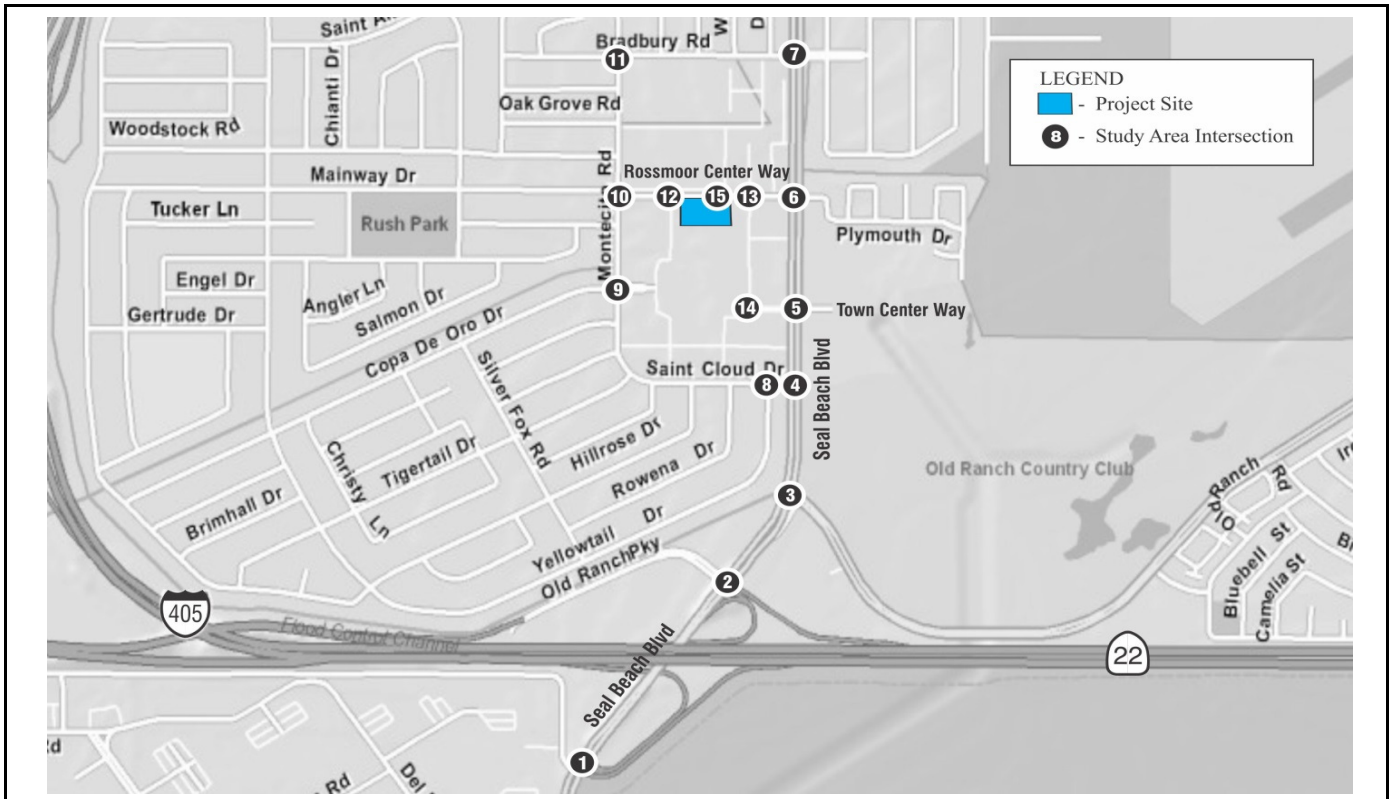 Saint
W
D
Bradbury Rd
11
7
Chianti Dr
Oak Grove Rd
Woodstock Rd
LEGEND
- Project Site
8 - Study Area Intersection
Mainway Dr
Montecito Rd
Rossmoor Center Way
10
12
15
13
6
Tucker Ln
Rush Park
Plymouth Dr
Engel Dr
Angler Ln
Salmon Dr
9
Gertrude Dr
14
5
Town Center Way
Copa De Oro Dr
Silver Fox Rd
Saint Cloud Dr
8
4
Seal Beach Blvd
Christy Ln
Tigertail Dr
Hillrose Dr
Rowena Dr
Old Ranch Country Club
Old Ranch Rd
3
Brimhall Dr
Yellowtail Dr
Old Ranch Pky
2
Bluebell St
Camelia St
405
Flood Control Channel
22
Seal Beach Blvd
1
Rd
Rd
Del